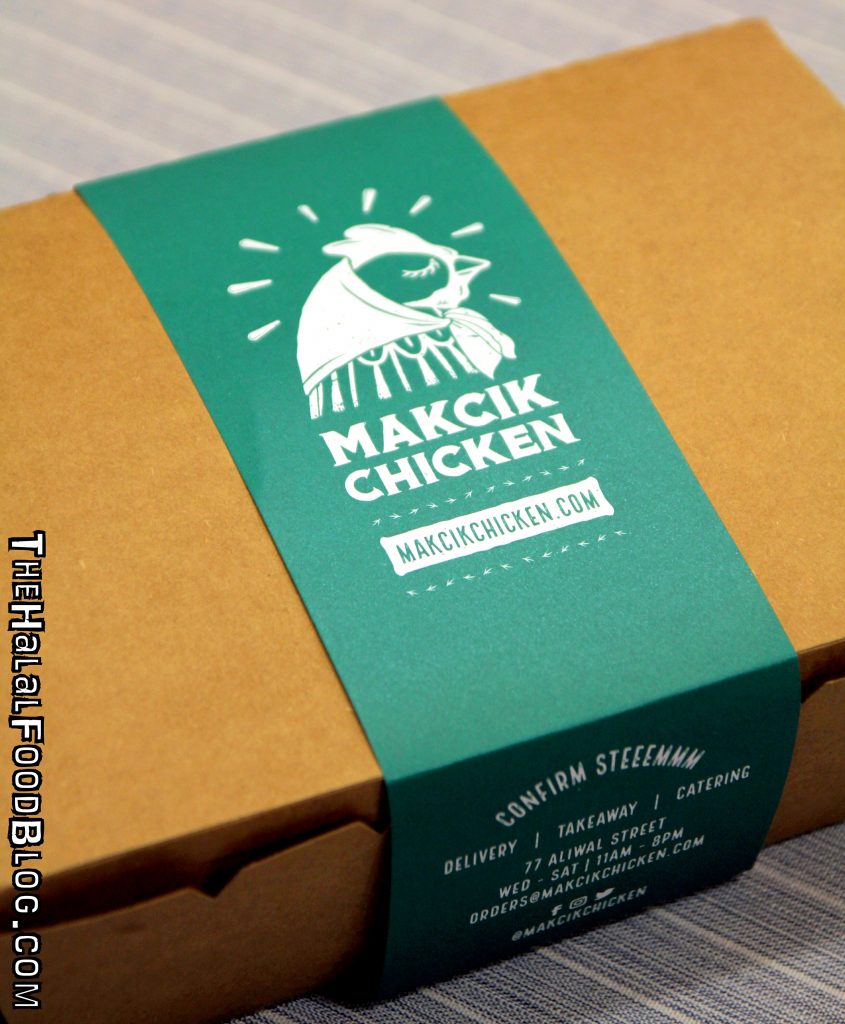 MAKCIK
CHICKEN
MAKCIKCHICKEN.COM
CONFIRM STEEEMMM
DELIVERY | TAKEAWAY | CATERING
77 ALIWAL STREET
WED - SAT | 11AM - 8PM
ORDERS@MAKCIKCHICKEN.COM
@MAKCIKCHICKEN
THEHALALFOODBLOG.COM